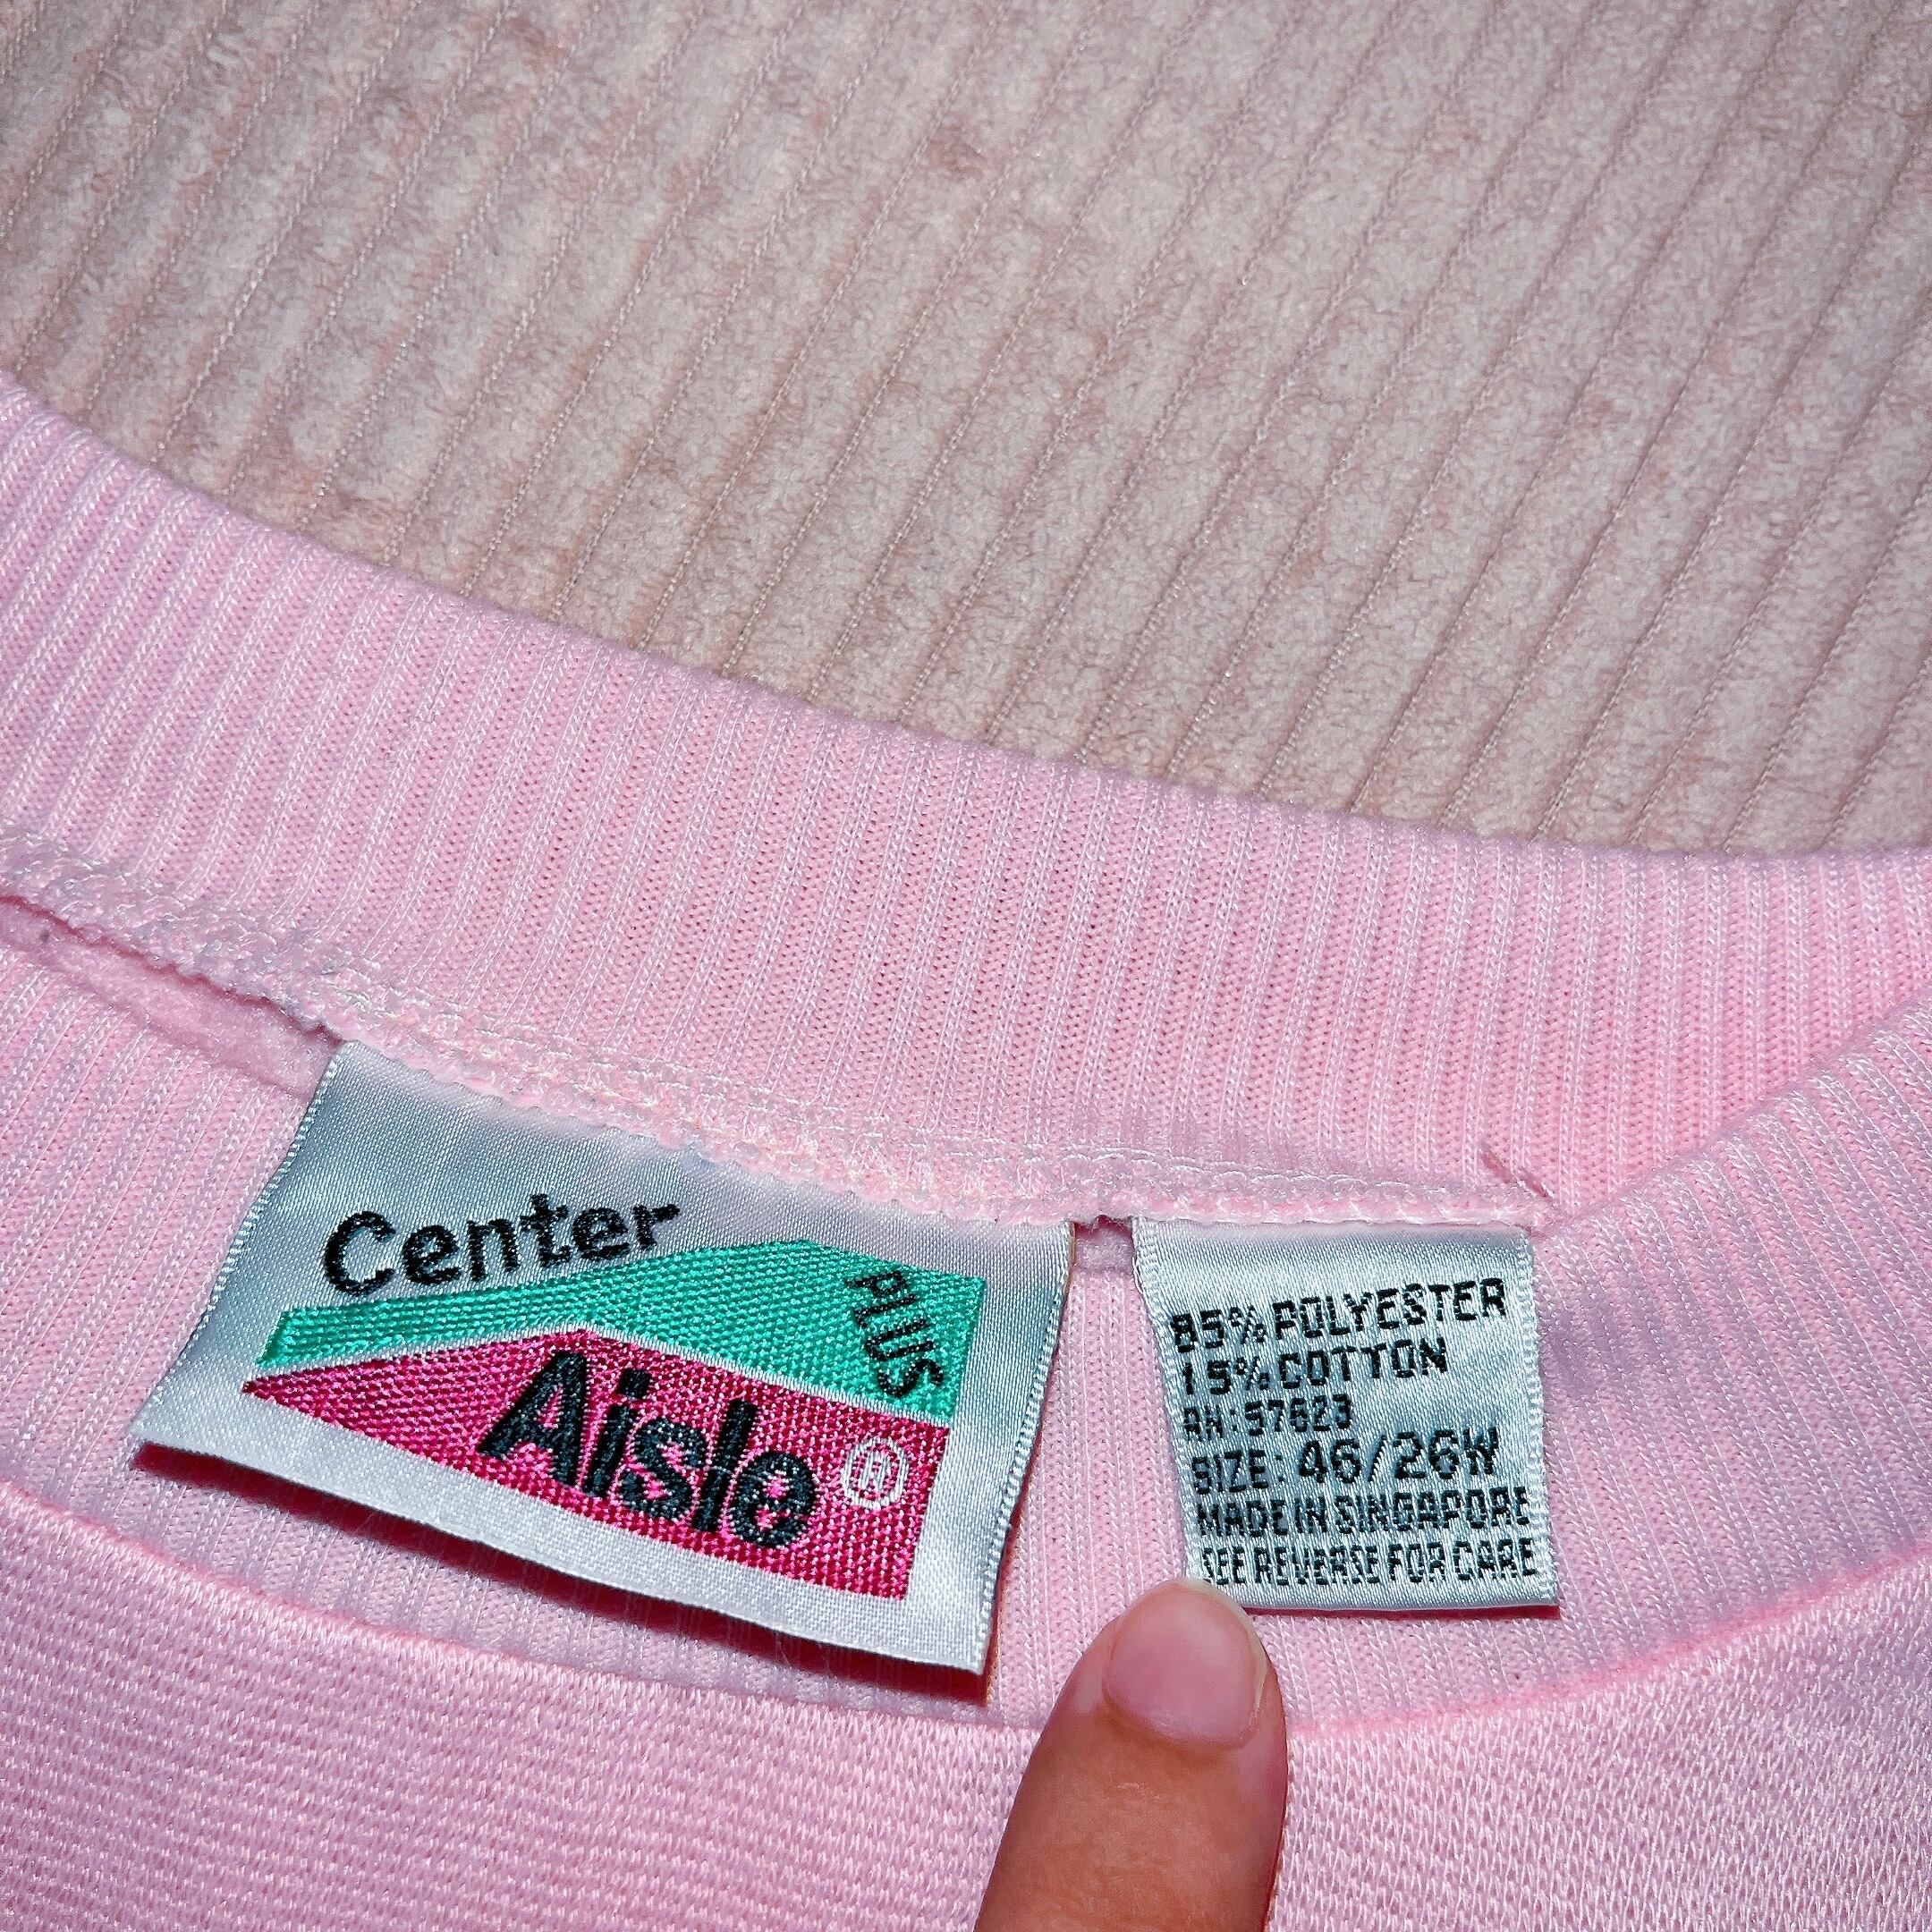 Center
PLUS
Aisle ®
85% POLYESTER
15% COTTON
RN:57623
SIZE: 46/26W
MADE IN SINGAPORE
SEE REVERSE FOR CARE